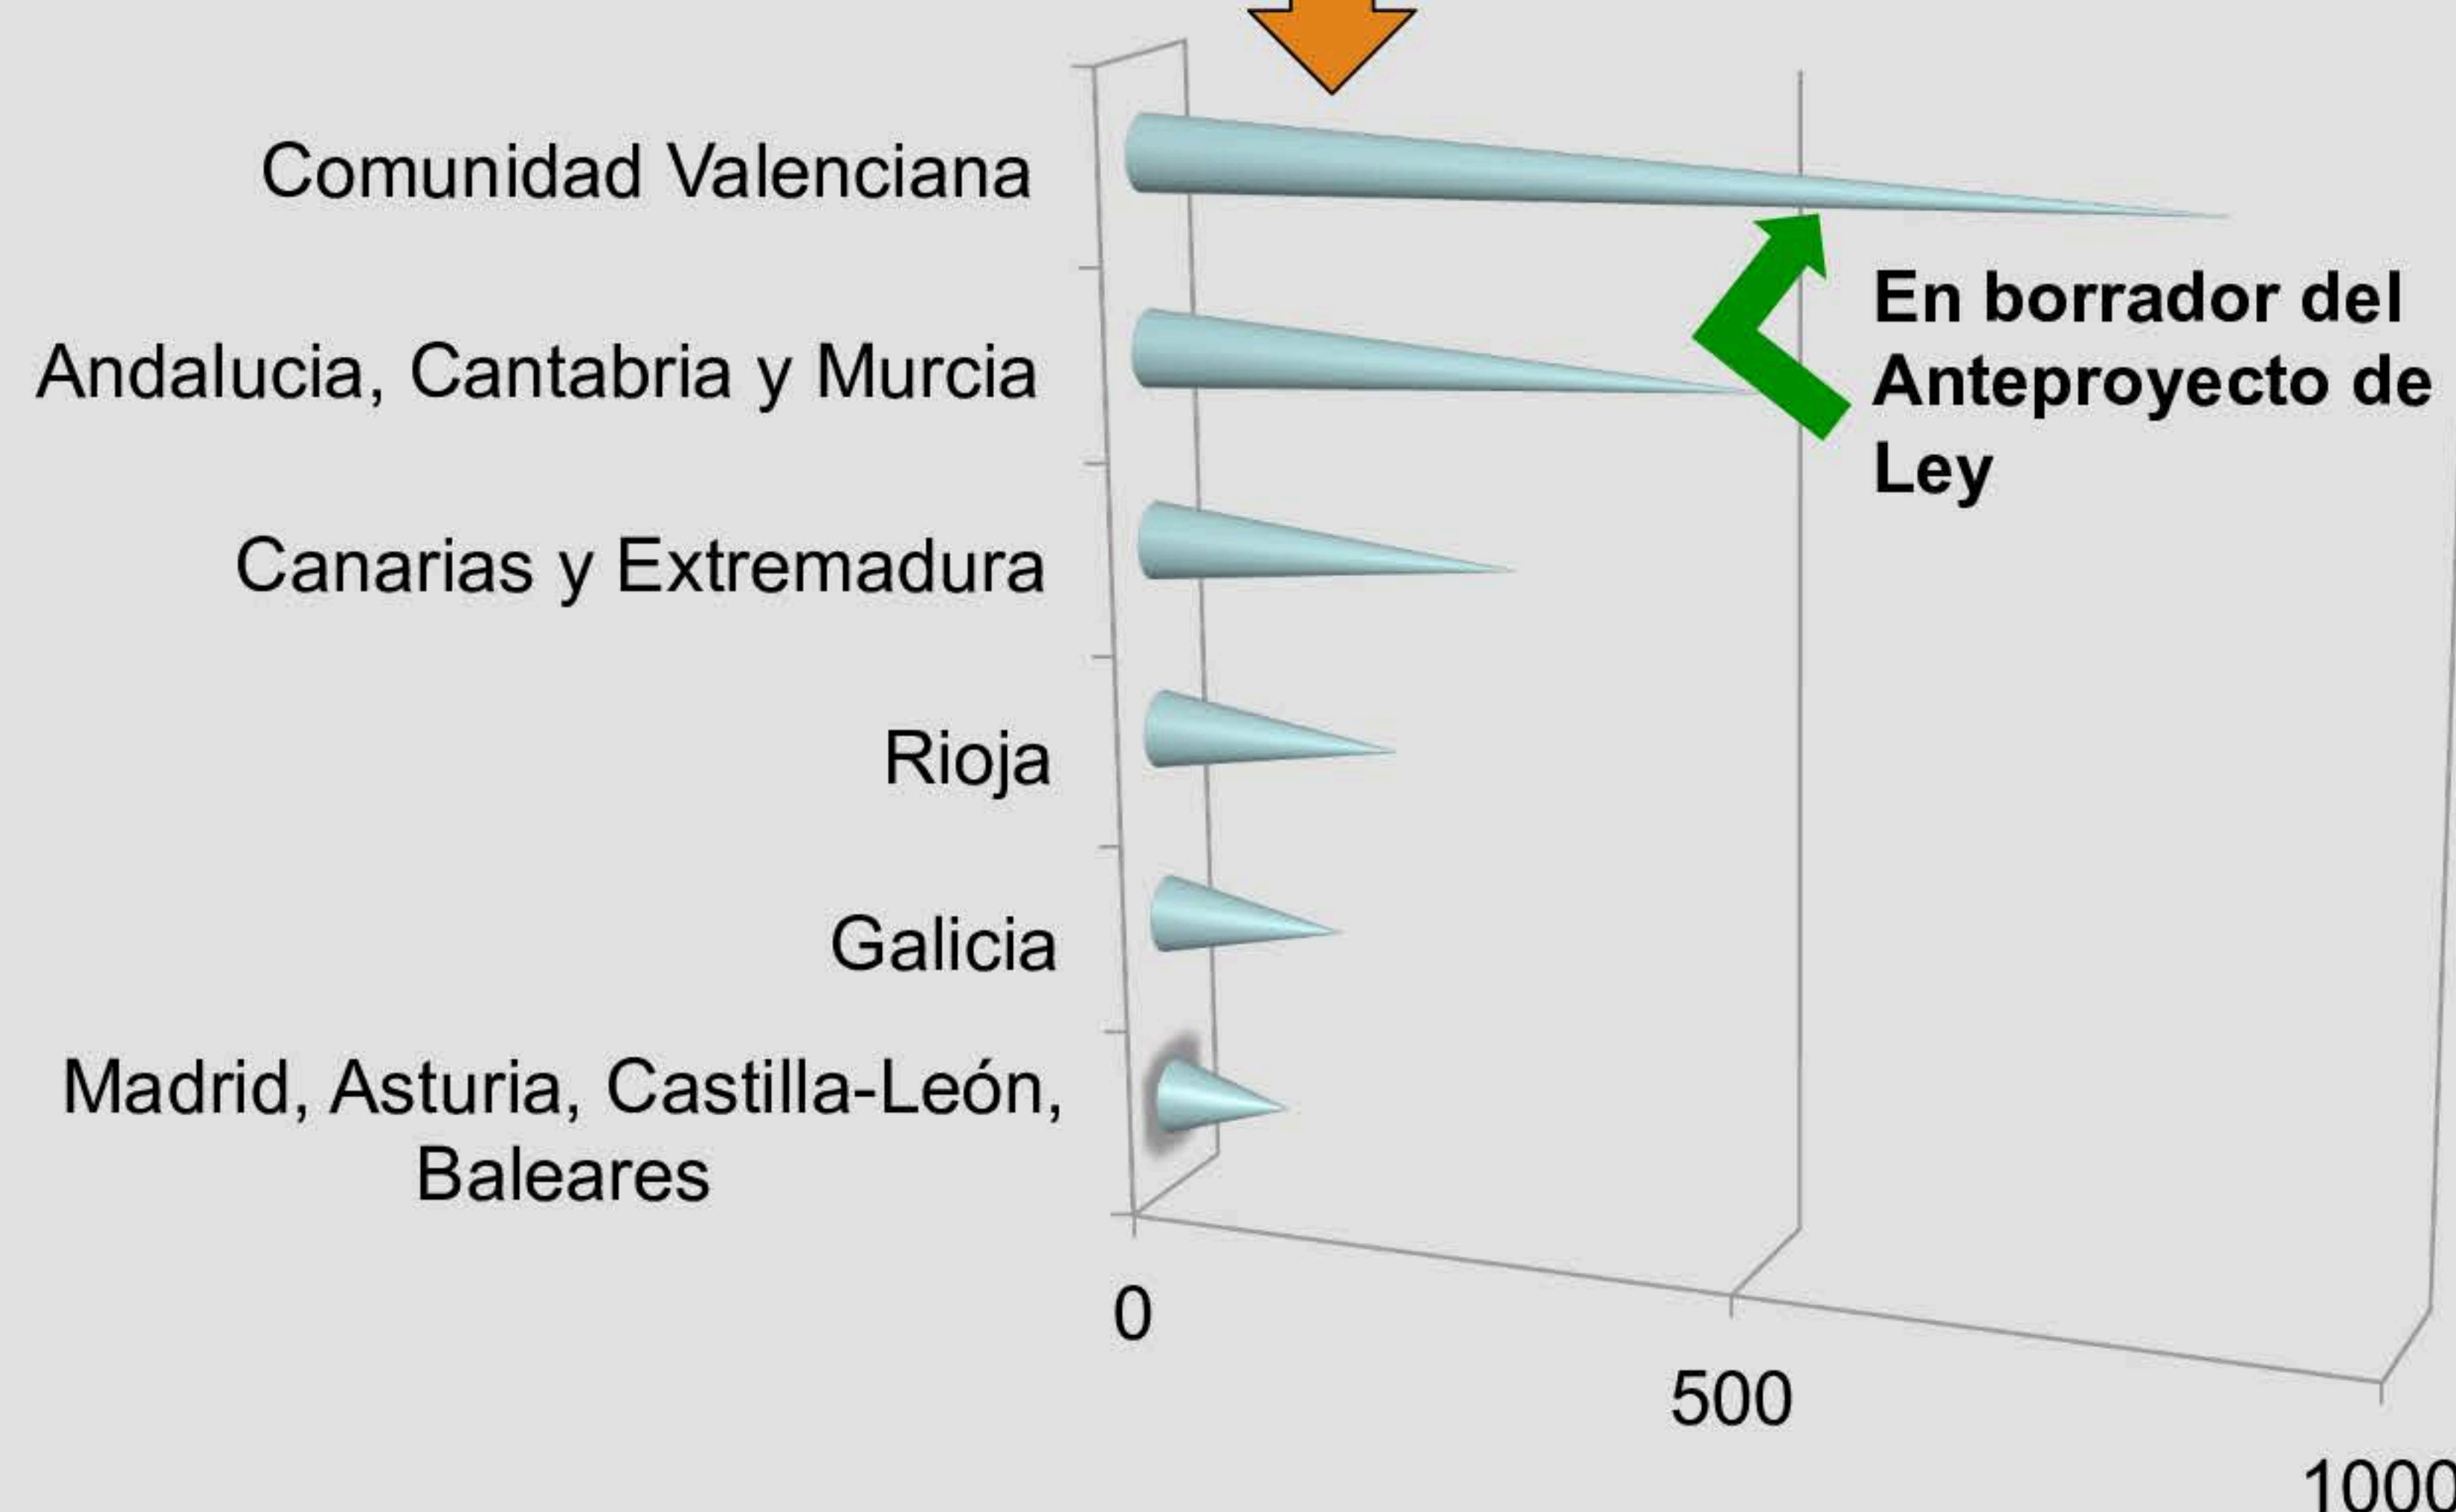 Comunidad Valenciana
En borrador del
Anteproyecto de
Ley
Andalucia, Cantabria y Murcia
Canarias y Extremadura
Rioja
Galicia
Madrid, Asturia, Castilla-León,
Baleares
0
500
1000